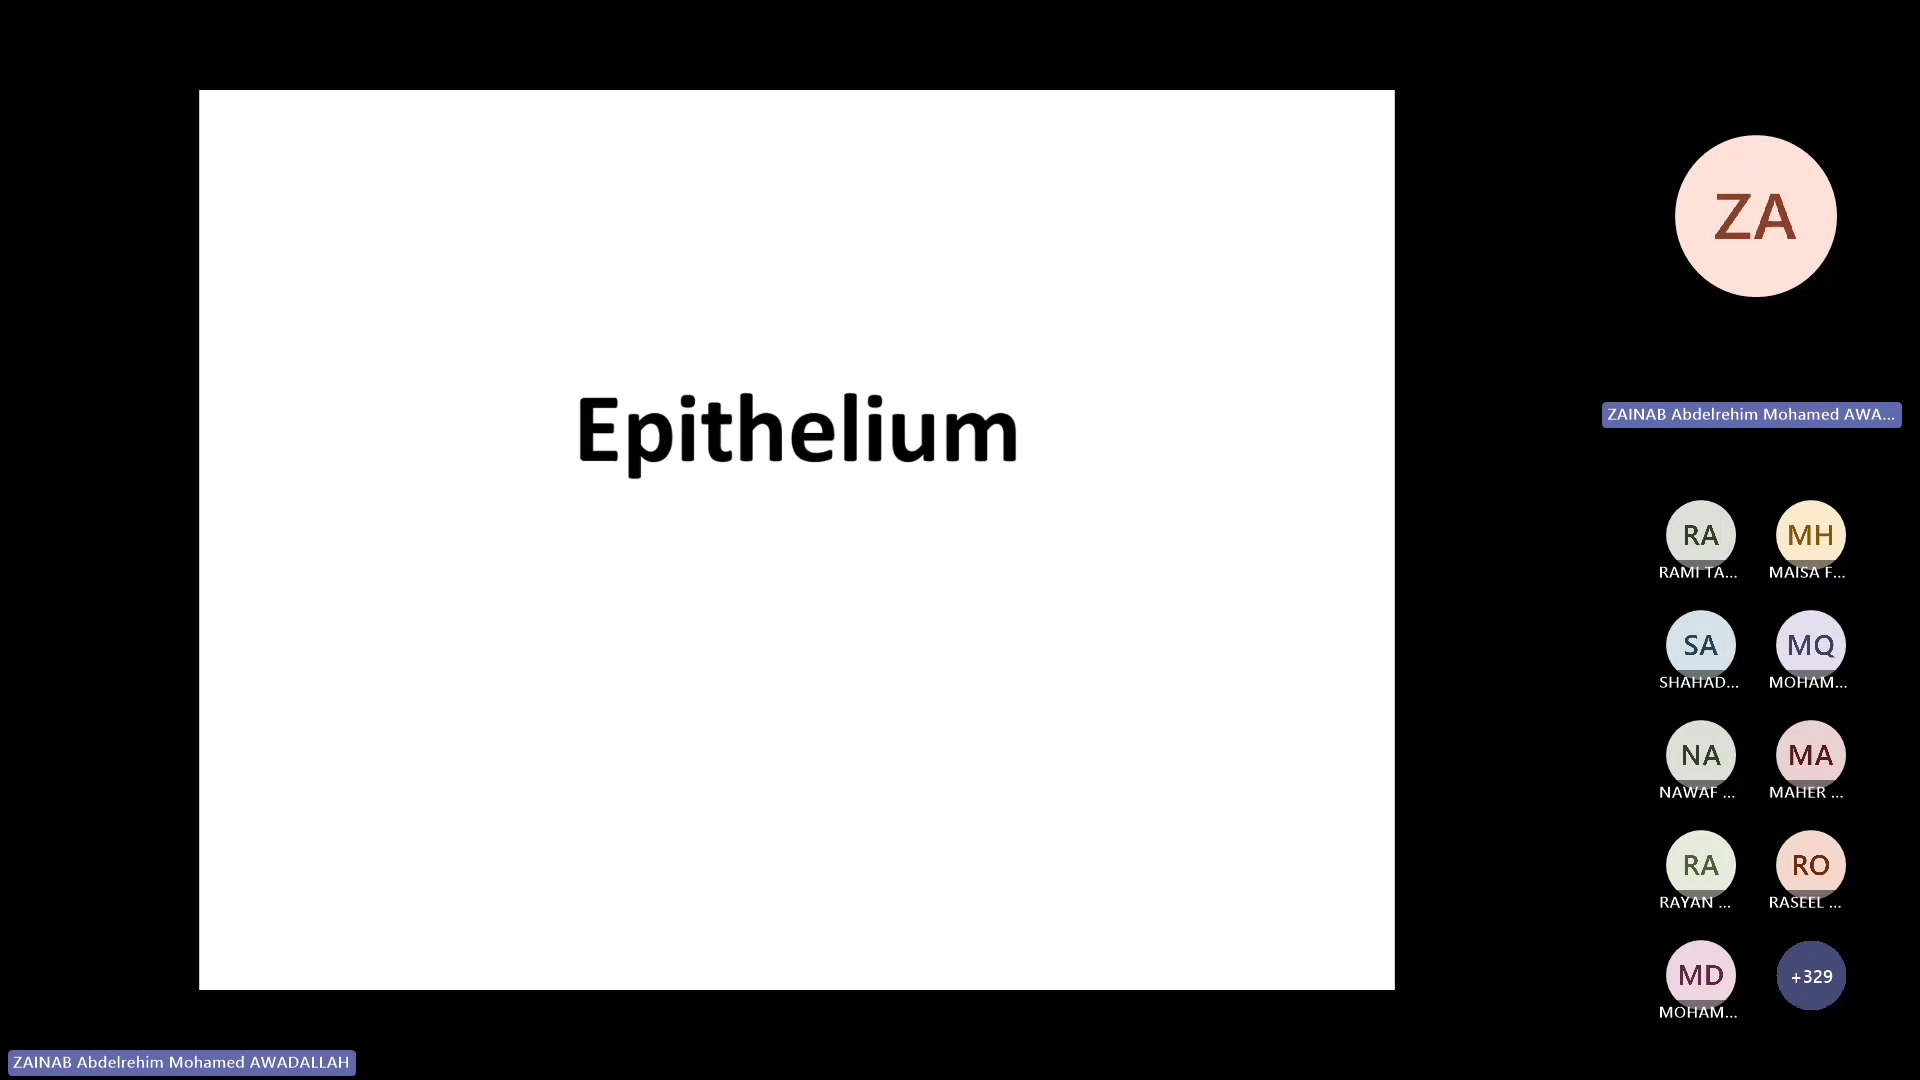 Epithelium
ZA
ZAINAB Abdelrehim Mohamed AWA...
RA MH
RAMI TA... MAISA F...
SA MQ
SHAHAD... MOHAM...
NA MA
NAWAF ... MAHER ...
RA RO
RAYAN ... RASEEL ...
MD +329
MOHAM...
ZAINAB Abdelrehim Mohamed AWADALLAH